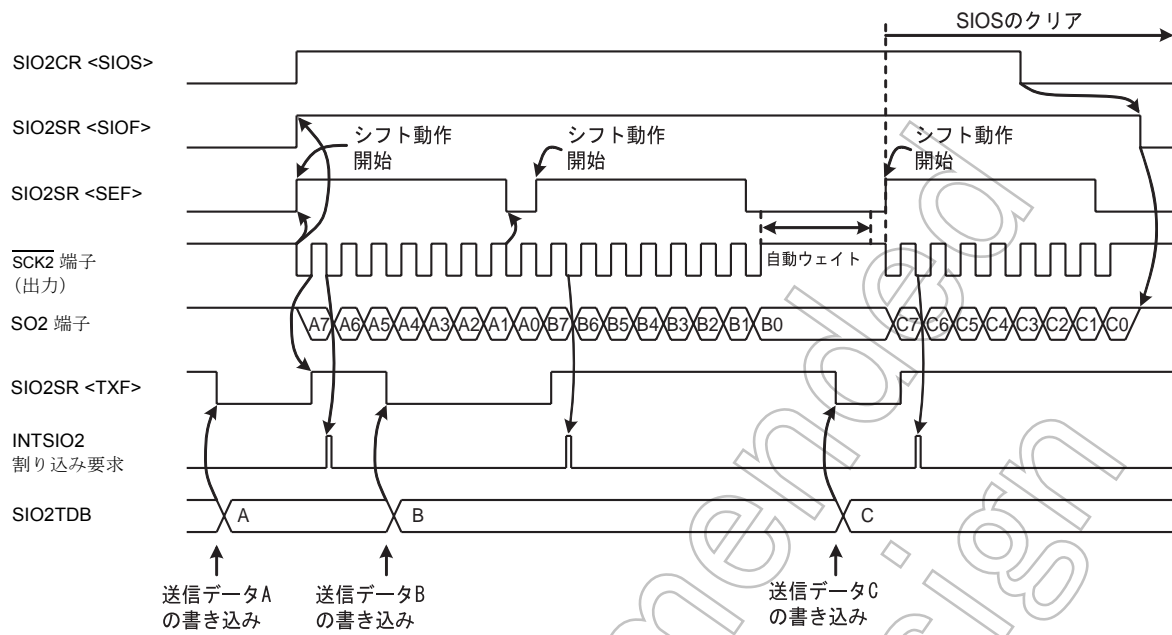 SIOSのクリア
SIO2CR <SIOS>
SIO2SR <SIOF>
シフト動作
開始
シフト動作
開始
シフト動作
開始
SIO2SR <SEF>
SCK2 端子
(出力)
自動ウェイト
SO2 端子
A7 A6 A5 A4 A3 A2 A1 A0 B7 B6 B5 B4 B3 B2 B1 B0 C7 C6 C5 C4 C3 C2 C1 C0
SIO2SR <TXF>
INTSIO2
割り込み要求
SIO2TDB
A B C
送信データA
の書き込み
送信データB
の書き込み
送信データC
の書き込み